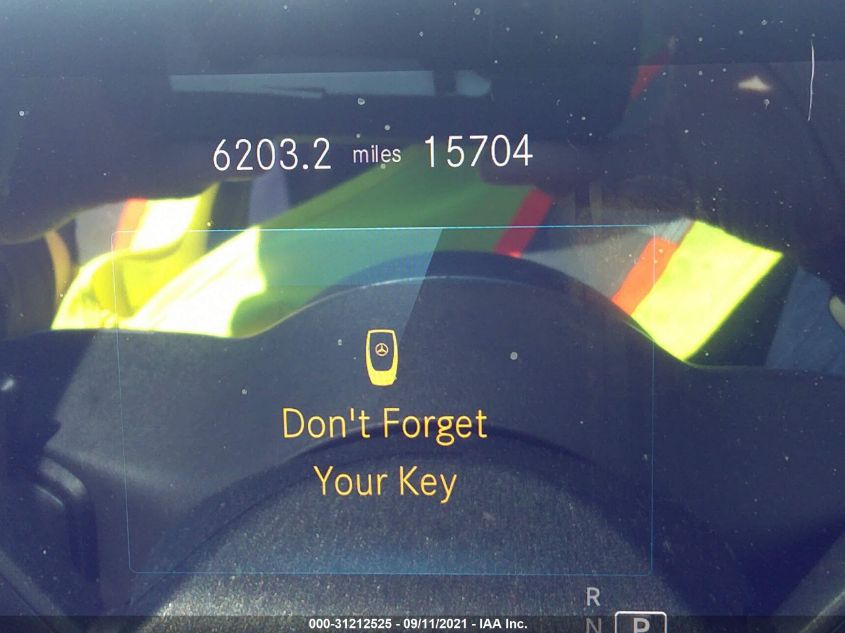 6203.2 miles 15704
Don't Forget
Your Key
R
N P
000-31212525 - 09/11/2021 - IAA Inc.